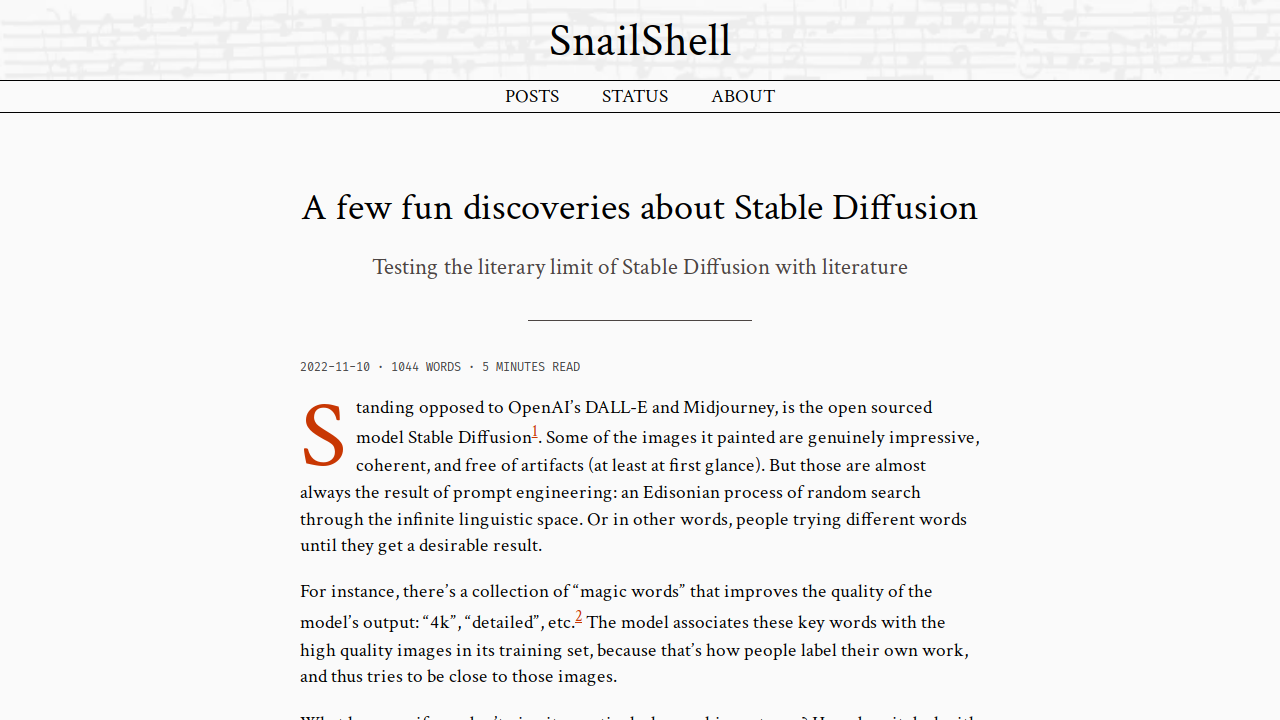 SnailShell
POSTS STATUS ABOUT
A few fun discoveries about Stable Diffusion
Testing the literary limit of Stable Diffusion with literature
2022-11-10 · 1044 WORDS · 5 MINUTES READ
Standing opposed to OpenAI’s DALL-E and Midjourney, is the open sourced
model Stable Diffusion1. Some of the images it painted are genuinely impressive,
coherent, and free of artifacts (at least at first glance). But those are almost
always the result of prompt engineering: an Edisonian process of random search
through the infinite linguistic space. Or in other words, people trying different words
until they get a desirable result.
For instance, there’s a collection of “magic words” that improves the quality of the
model’s output: “4k”, “detailed”, etc.2 The model associates these key words with the
high quality images in its training set, because that’s how people label their own work,
and thus tries to be close to those images.